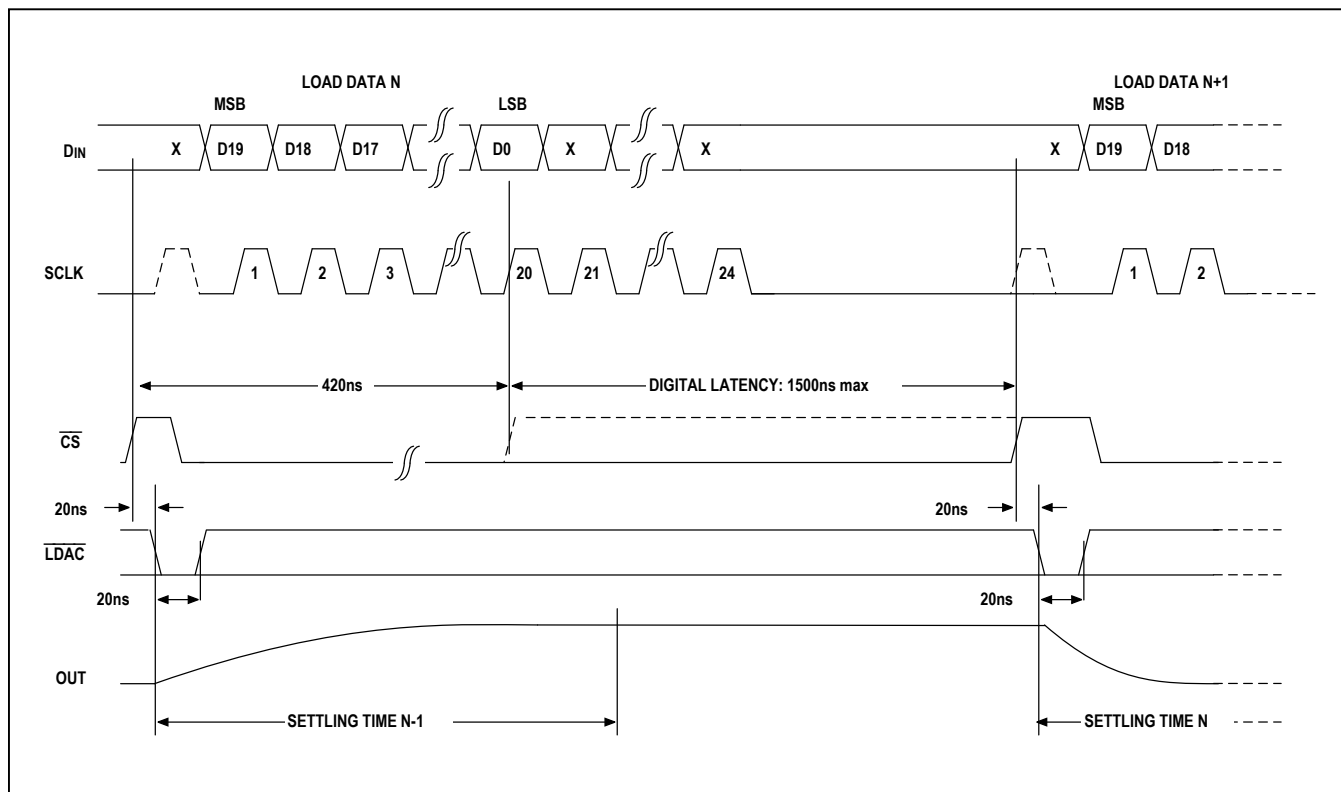 LOAD DATA N LOAD DATA N+1
MSB LSB MSB
DIN X D19 D18 D17 D0 X X X D19 D18
SCLK 1 2 3 20 21 24 1 2
420ns DIGITAL LATENCY: 1500ns max
CS
20ns 20ns
LDAC
20ns 20ns
OUT
SETTLING TIME N-1 SETTLING TIME N